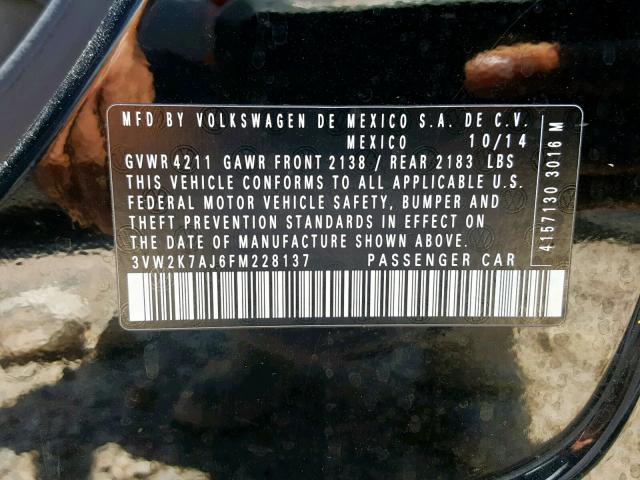 MFD BY VOLKSWAGEN DE MEXICO S.A. DE C.V.
MEXICO 10/14
GVWR 4211 GAWR FRONT 2138 / REAR 2183 LBS
THIS VEHICLE CONFORMS TO ALL APPLICABLE U.S.
FEDERAL MOTOR VEHICLE SAFETY, BUMPER AND
THEFT PREVENTION STANDARDS IN EFFECT ON
THE DATE OF MANUFACTURE SHOWN ABOVE.
3VW2K7AJ6FM228137 PASSENGER CAR
4157130 3016 M